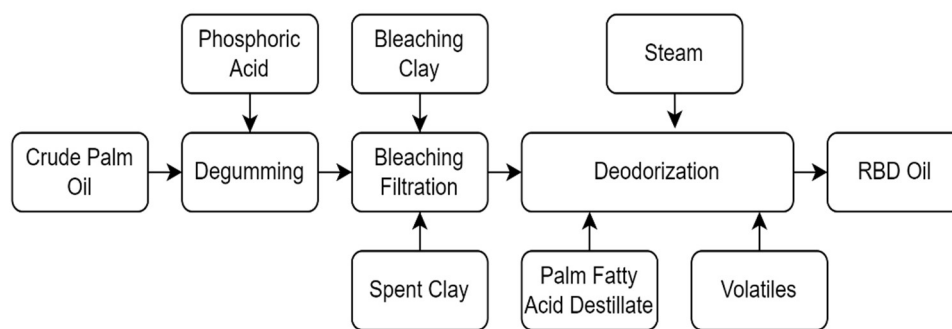 Phosphoric
Acid
Bleaching
Clay
Steam
Crude Palm
Oil
Degumming
Bleaching
Filtration
Deodorization
RBD Oil
Spent Clay
Palm Fatty
Acid Destillate
Volatiles